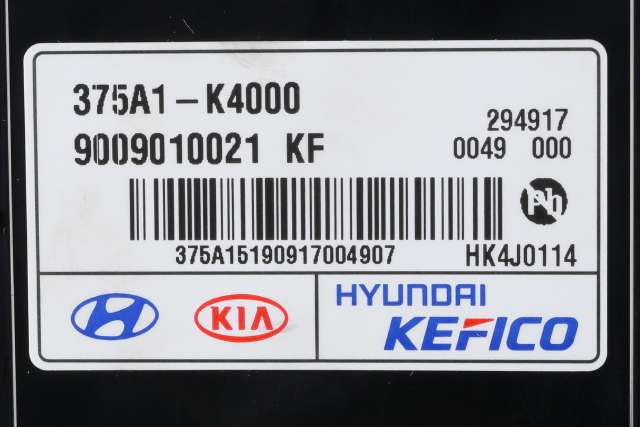 375A1-K4000
9009010021 KF
294917
0049 000
Pb
375A15190917004907
HK4J0114
KIA
HYUNDAI
KEFICO